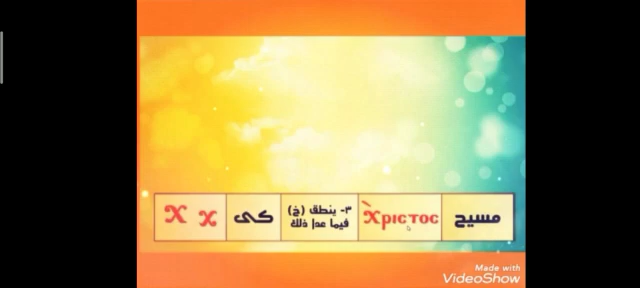 Ⲭ ⲭ
كى
٣- ينطق (خ)
فيما عدا ذلك
Ⲭ̀ⲣⲓⲥⲧⲟⲥ
مسيح
Made with
VideoShow